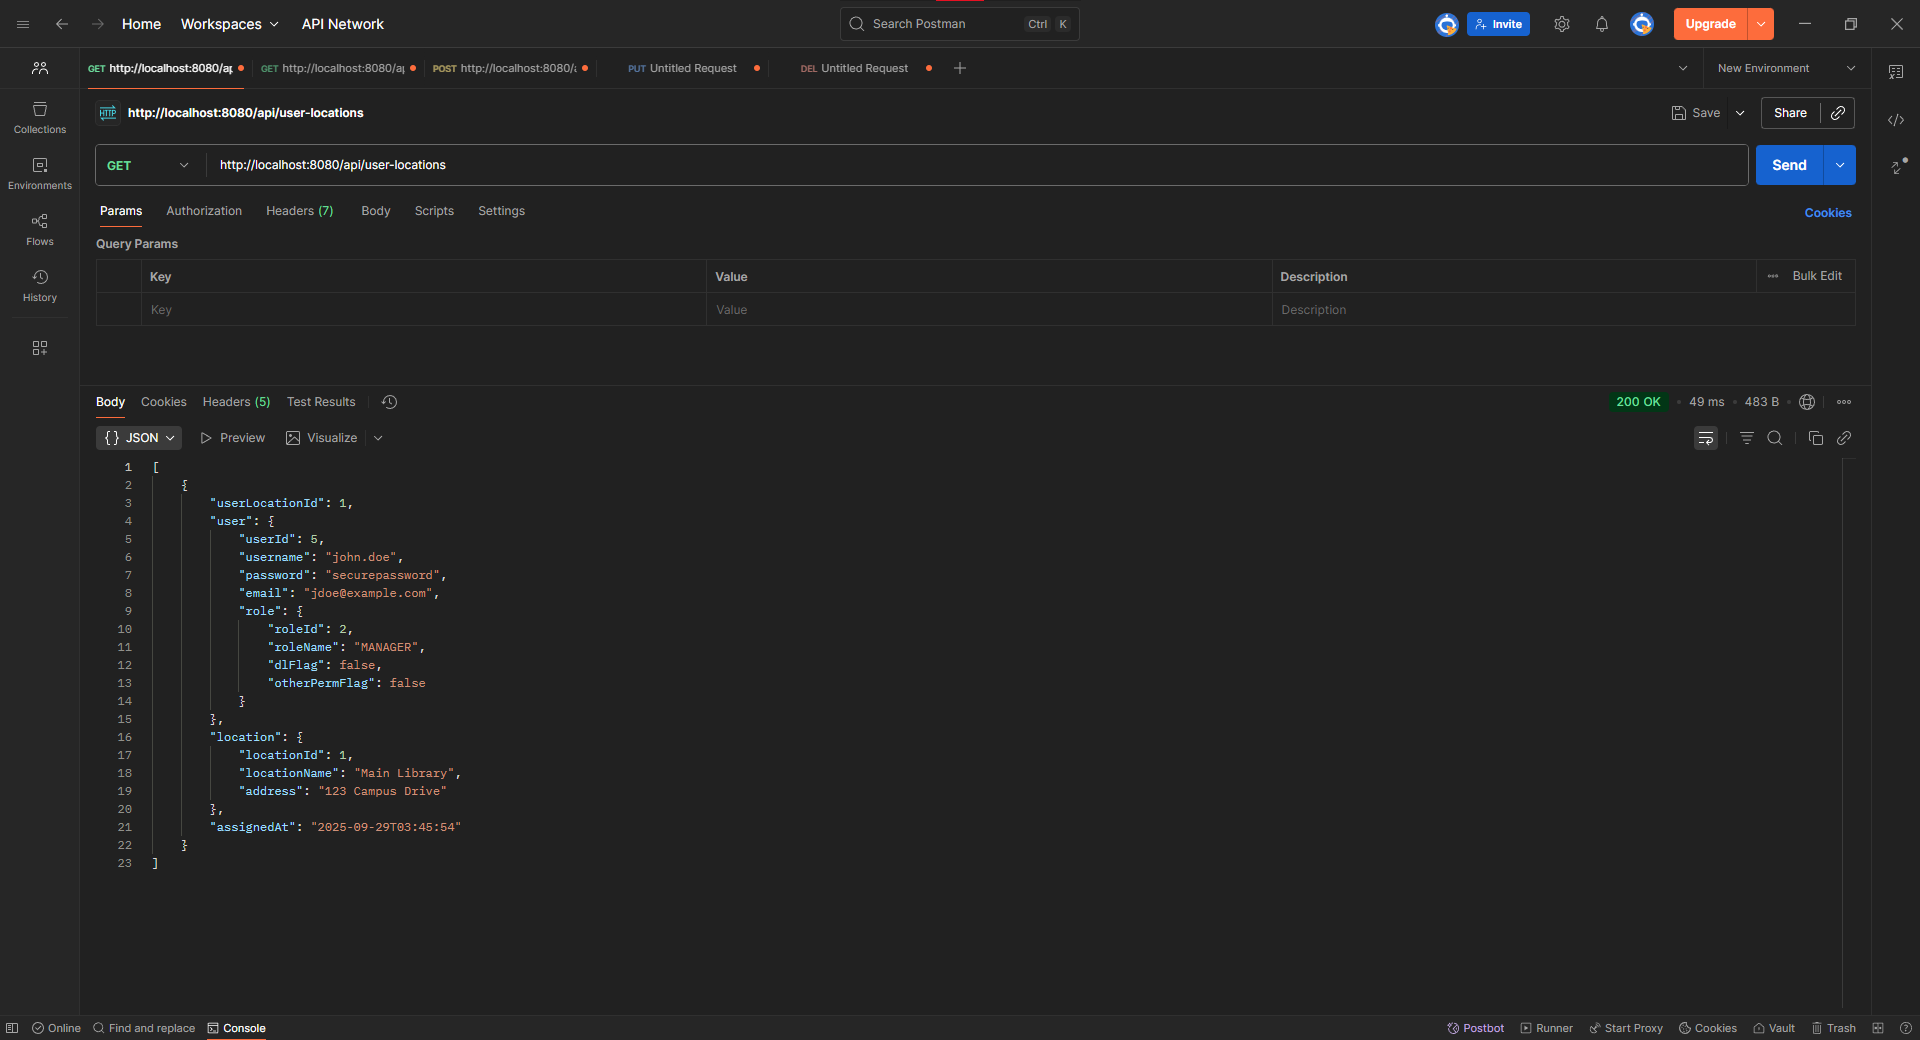 Home Workspaces API Network Search Postman Ctrl K Invite Upgrade
GET http://localhost:8080/ap GET http://localhost:8080/ap POST http://localhost:8080/ PUT Untitled Request DEL Untitled Request New Environment
HTTP http://localhost:8080/api/user-locations Save Share
GET http://localhost:8080/api/user-locations Send
Collections
Environments
Flows
History
Params Authorization Headers (7) Body Scripts Settings Cookies
Query Params
Key Value Description Bulk Edit
Key Value Description
Body Cookies Headers (5) Test Results 200 OK 49 ms 483 B
{} JSON Preview Visualize
1 [
2 {
3 "userLocationId": 1,
4 "user": {
5 "userId": 5,
6 "username": "john.doe",
7 "password": "securepassword",
8 "email": "jdoe@example.com",
9 "role": {
10 "roleId": 2,
11 "roleName": "MANAGER",
12 "dlFlag": false,
13 "otherPermFlag": false
14 }
15 },
16 "location": {
17 "locationId": 1,
18 "locationName": "Main Library",
19 "address": "123 Campus Drive"
20 },
21 "assignedAt": "2025-09-29T03:45:54"
22 }
23 ]
Online Find and replace Console Postbot Runner Start Proxy Cookies Vault Trash